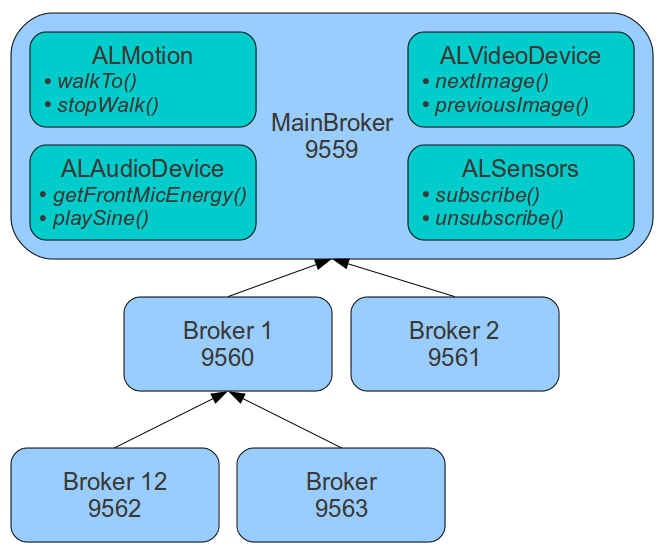 ALMotion
• walkTo()
• stopWalk()
ALVideoDevice
• nextImage()
• previousImage()
MainBroker
9559
ALAudioDevice
• getFrontMicEnergy()
• playSine()
ALSensors
• subscribe()
• unsubscribe()
Broker 1
9560
Broker 2
9561
Broker 12
9562
Broker
9563